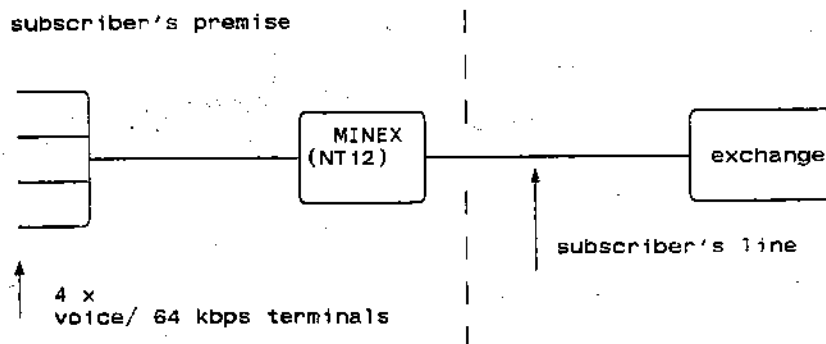 subscriber's premise
MINEX
(NT12)
exchange
subscriber's line
4 x
voice/ 64 kbps terminals